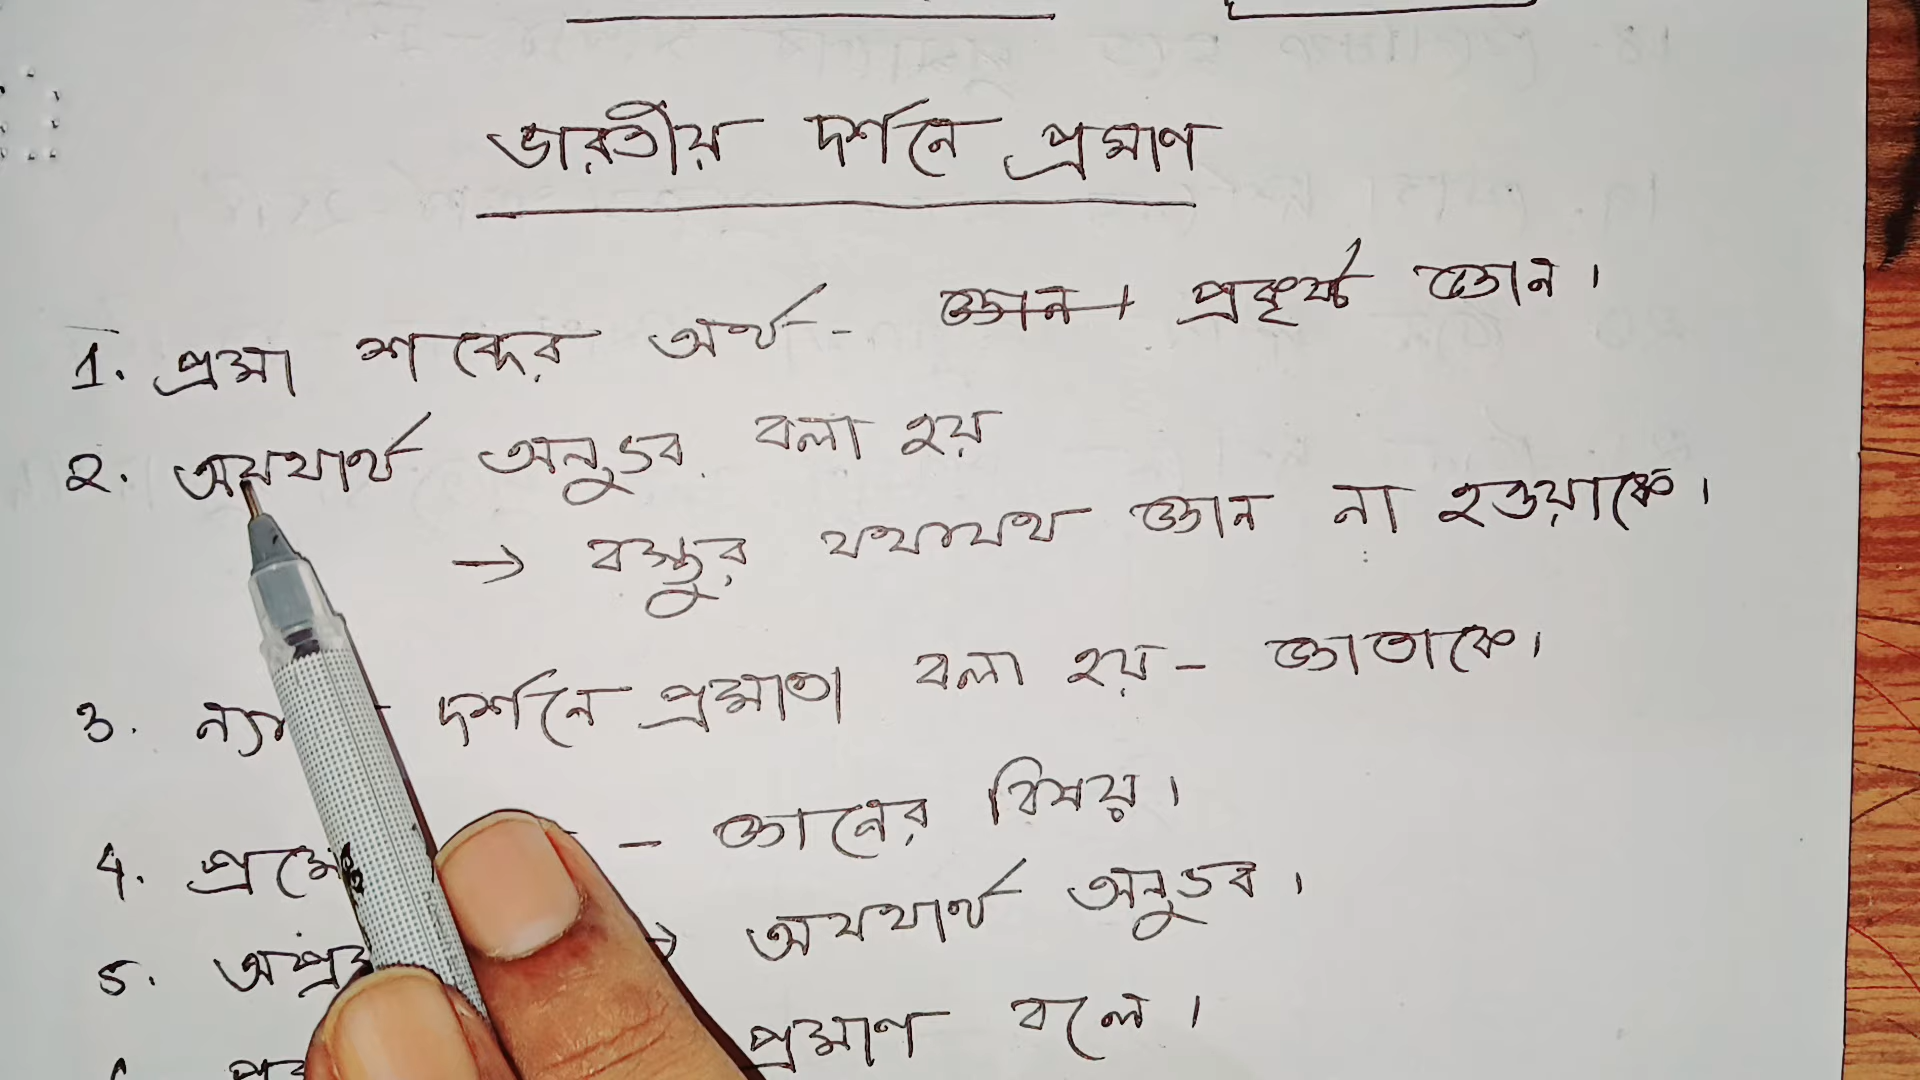 ভারতীয় দর্শনে প্রমাণ
1. প্রমা শব্দের অর্থ - জ্ঞান। প্রকৃষ্ট জ্ঞান।
2. অযথার্থ অনুভব বলা হয়
→ বস্তুর যথাযথ জ্ঞান না হওয়াকে।
3. দর্শনে প্রমাতা বলা হয় - জ্ঞাতাকে।
4. - জ্ঞানের বিষয়।
5. → অযথার্থ অনুভব।
প্রমাণ বলে।